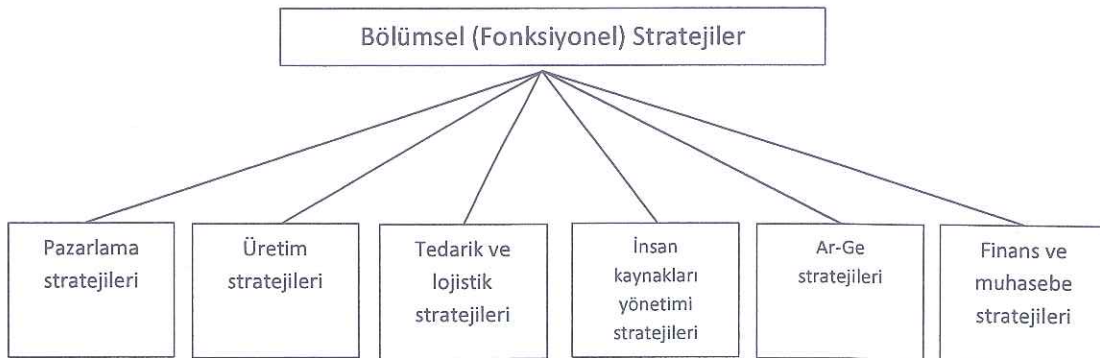 Bölümsel (Fonksiyonel) Stratejiler
Pazarlama
stratejileri
Üretim
stratejileri
Tedarik ve
lojistik
stratejileri
İnsan
kaynakları
yönetimi
stratejileri
Ar-Ge
stratejileri
Finans ve
muhasebe
stratejileri